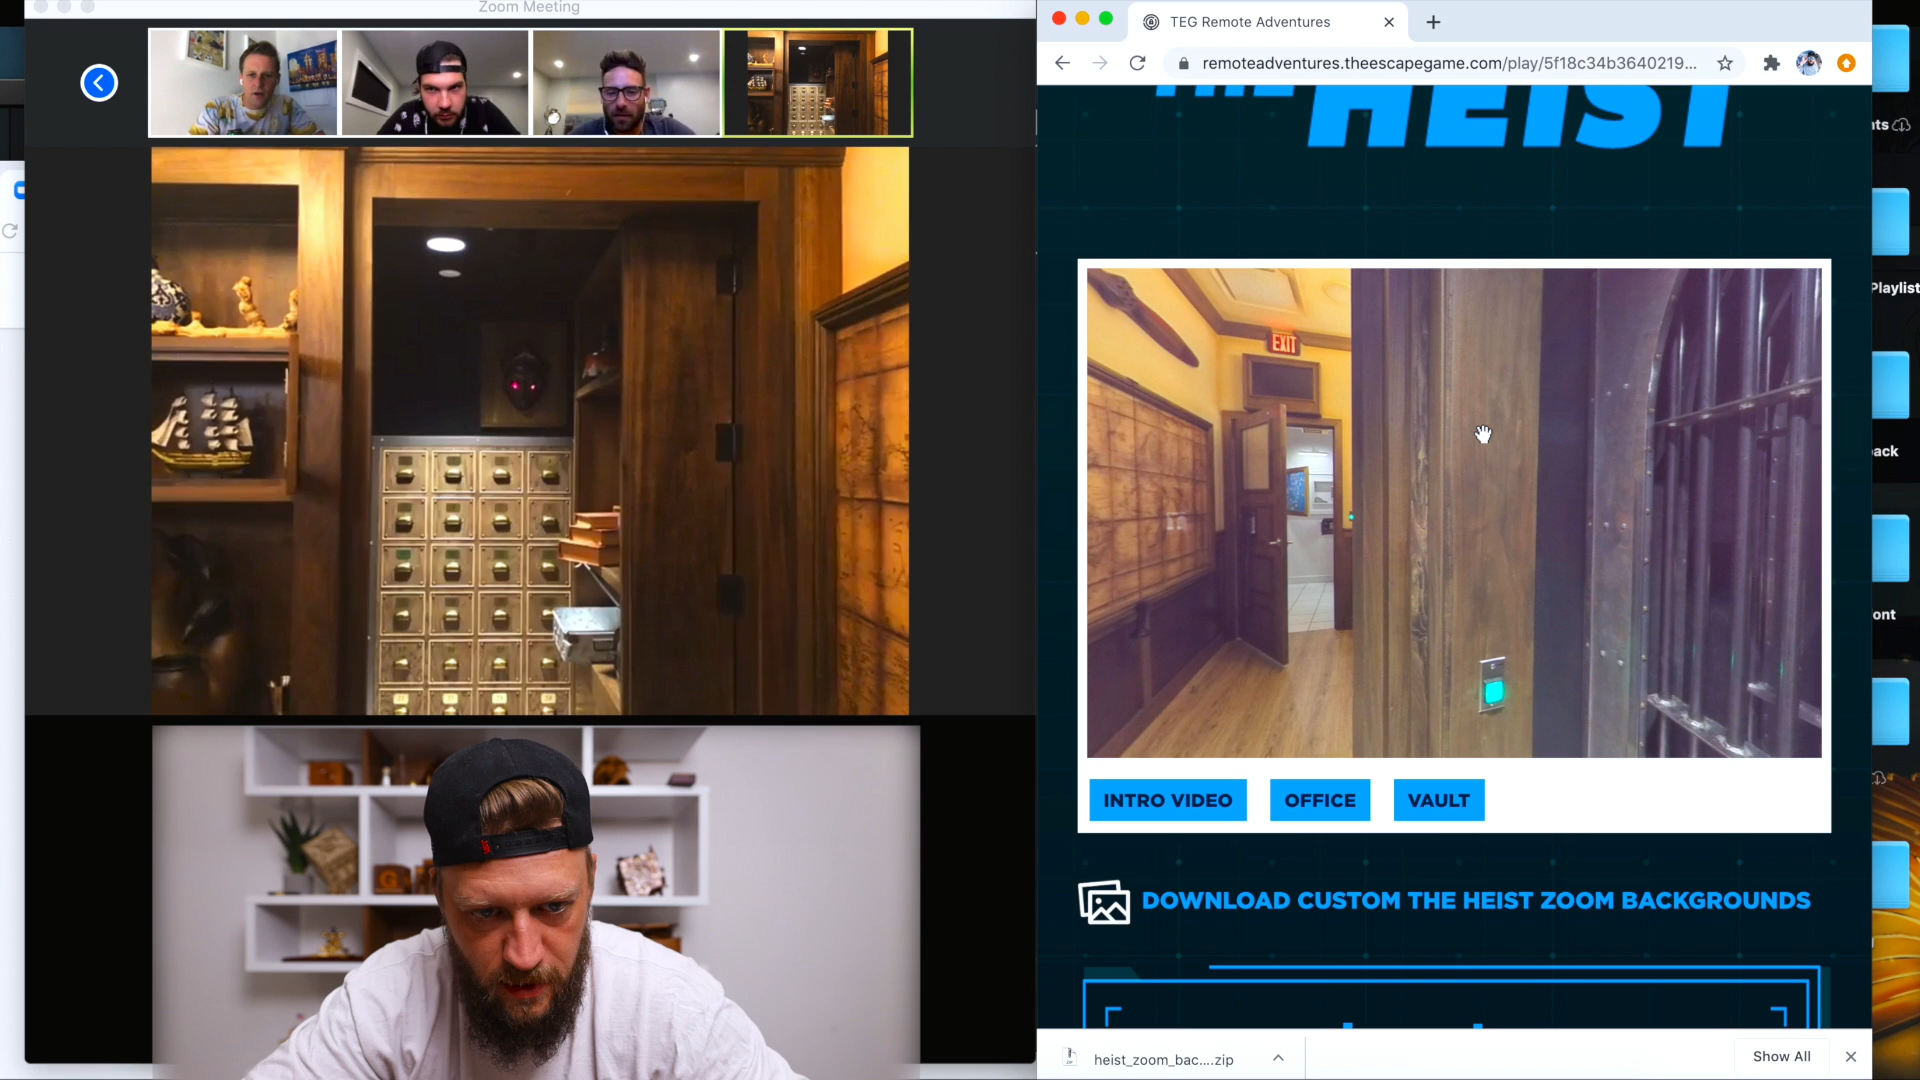 Zoom Meeting
TEG Remote Adventures
remoteadventures.theescapegame.com/play/5f18c34b3640219...
HEIST
EXIT
INTRO VIDEO
OFFICE
VAULT
DOWNLOAD CUSTOM THE HEIST ZOOM BACKGROUNDS
heist_zoom_bac....zip
Show All
nts
Playlist
ack
ont